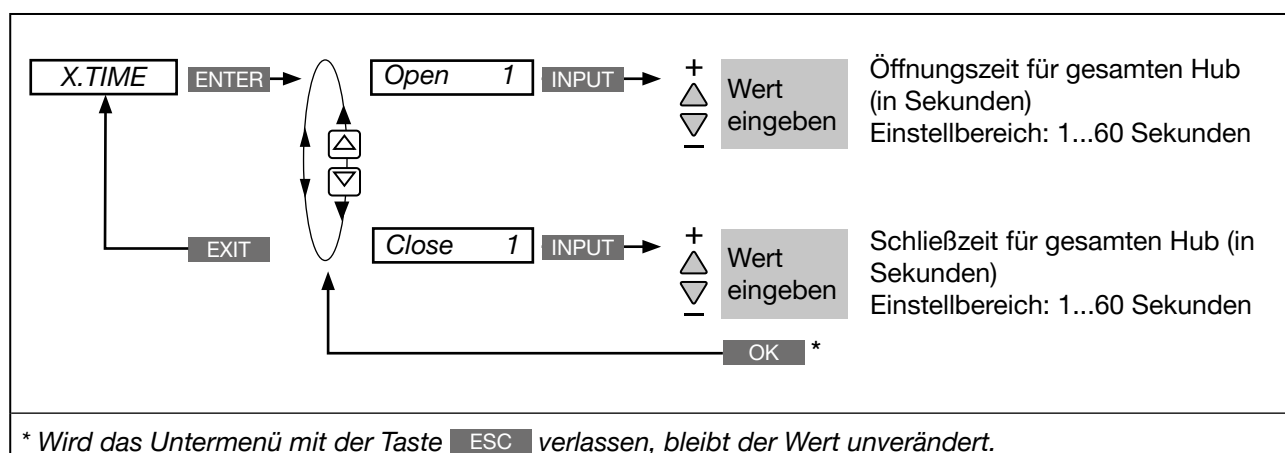 X.TIME ENTER Open 1 INPUT + Wert eingeben – Öffnungszeit für gesamten Hub
(in Sekunden)
Einstellbereich: 1...60 Sekunden
EXIT Close 1 INPUT + Wert eingeben – Schließzeit für gesamten Hub (in
Sekunden)
Einstellbereich: 1...60 Sekunden
OK *
* Wird das Untermenü mit der Taste ESC verlassen, bleibt der Wert unverändert.